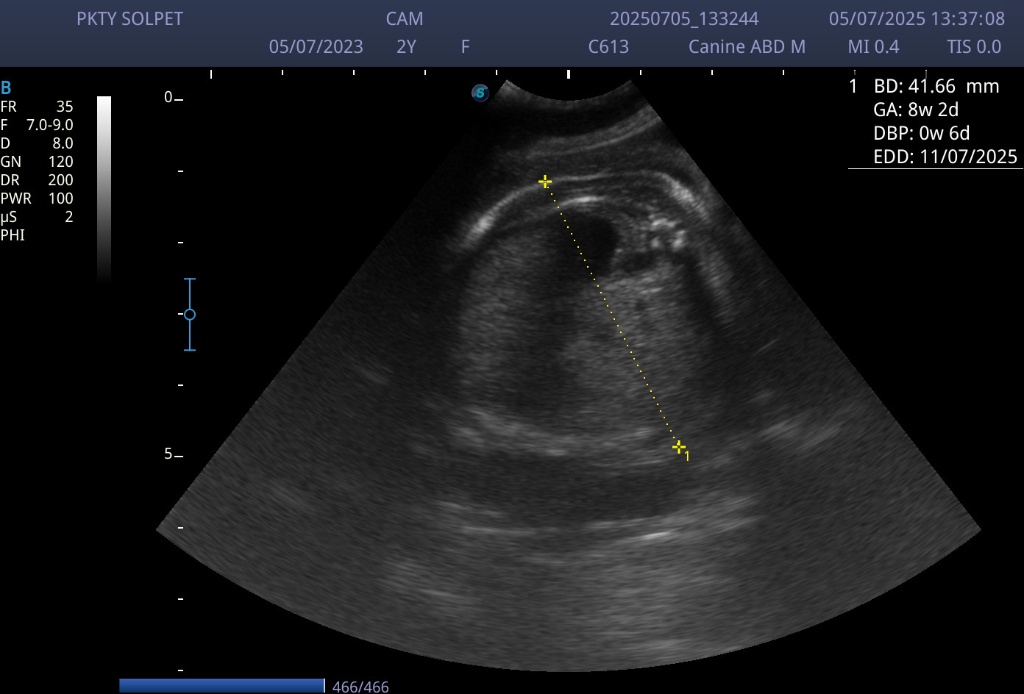 PKTY SOLPET CAM 20250705_133244 05/07/2025 13:37:08
05/07/2023 2Y F C613 Canine ABD M MI 0.4 TIS 0.0
B
FR 35
F 7.0-9.0
D 8.0
GN 120
DR 200
PWR 100
µS 2
PHI
0
5
1 BD: 41.66 mm
GA: 8w 2d
DBP: 0w 6d
EDD: 11/07/2025
1
466/466